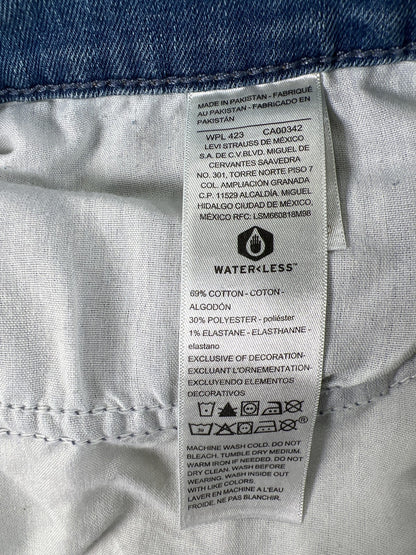 MADE IN PAKISTAN - FABRIQUÉ
AU PAKISTAN - FABRICADO EN
PAKISTÁN
WPL 423 CA00342
LEVI STRAUSS DE MÉXICO
S.A. DE C.V.BLVD. MIGUEL DE
CERVANTES SAAVEDRA
NO. 301, TORRE NORTE PISO 7
COL. AMPLIACIÓN GRANADA
C.P. 11529 ALCALDÍA. MIGUEL
HIDALGO CIUDAD DE MÉXICO,
MÉXICO RFC: LSM660818M98
WATER<LESS™
69% COTTON - COTON -
ALGODÓN
30% POLYESTER - poliéster
1% ELASTANE - ELASTHANNE
elastano
EXCLUSIVE OF DECORATION-
EXCLUANT L'ORNEMENTATION-
EXCLUYENDO ELEMENTOS
DECORATIVOS
MACHINE WASH COLD. DO NOT
BLEACH. TUMBLE DRY MEDIUM.
WARM IRON IF NEEDED. DO NOT
DRY CLEAN. WASH BEFORE
WEARING. WASH INSIDE OUT
WITH LIKE COLORS.
LAVER EN MACHINE A L'EAU
FROIDE. NE PAS BLANCHIR.